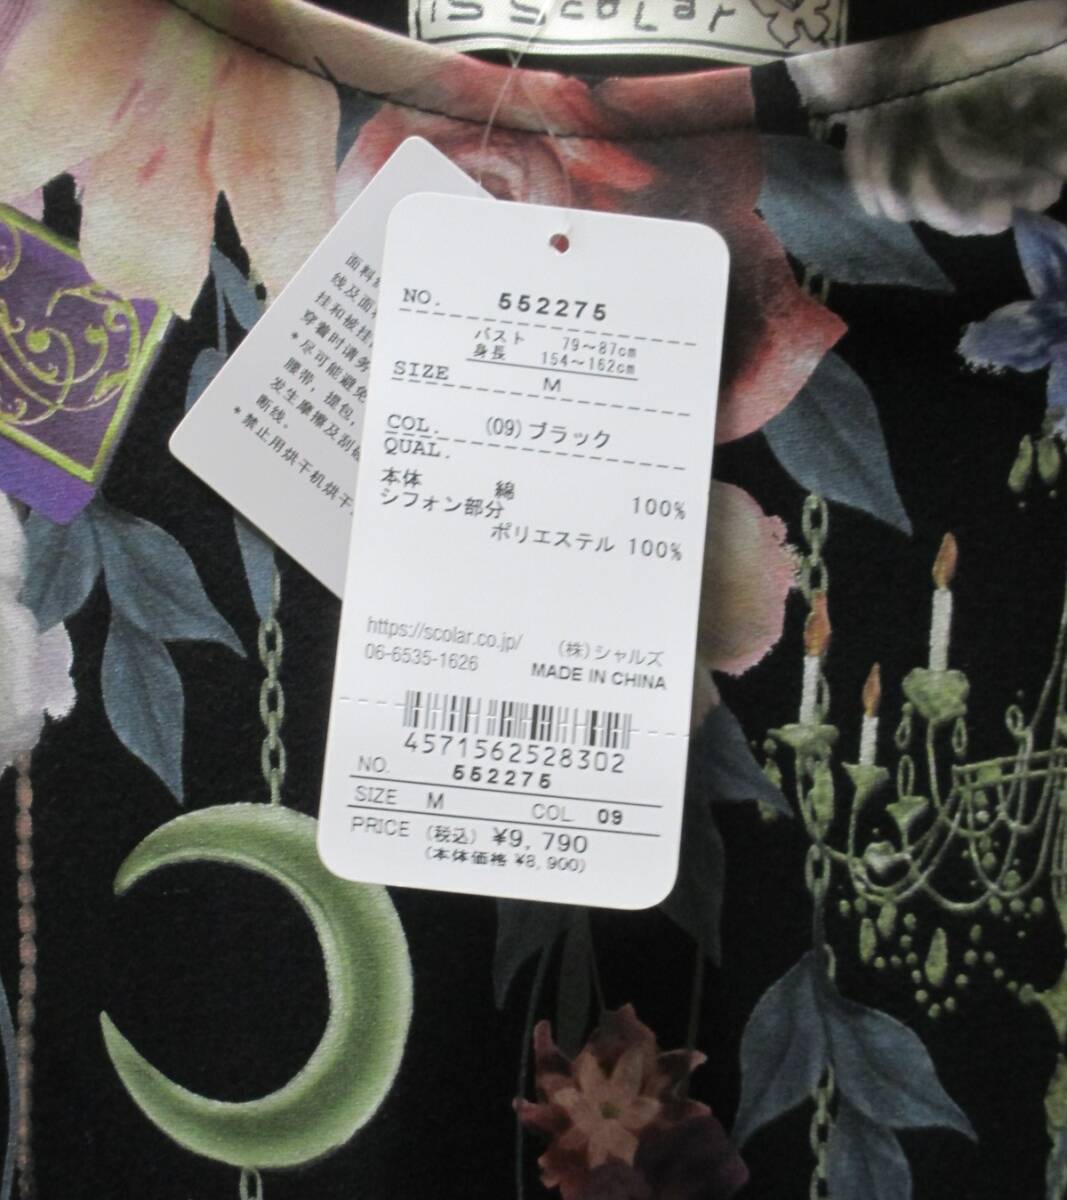 is scolar
面料
线及面
挂和被挂
穿着时请务
*尽可能避免
腰带,提包,
发生摩擦及刮
断线。
*禁止用烘干机烘干
NO. 552275
バスト 79～87cm
身長 154～162cm
SIZE M
COL. (09)ブラック
QUAL.
本体 綿 100%
シフォン部分
ポリエステル 100%
https://scolar.co.jp/
06-6535-1626
(株)シャルズ
MADE IN CHINA
4571562528302
NO. 552275
SIZE M COL 09
PRICE (税込) ¥9,790
(本体価格 ¥8,900)